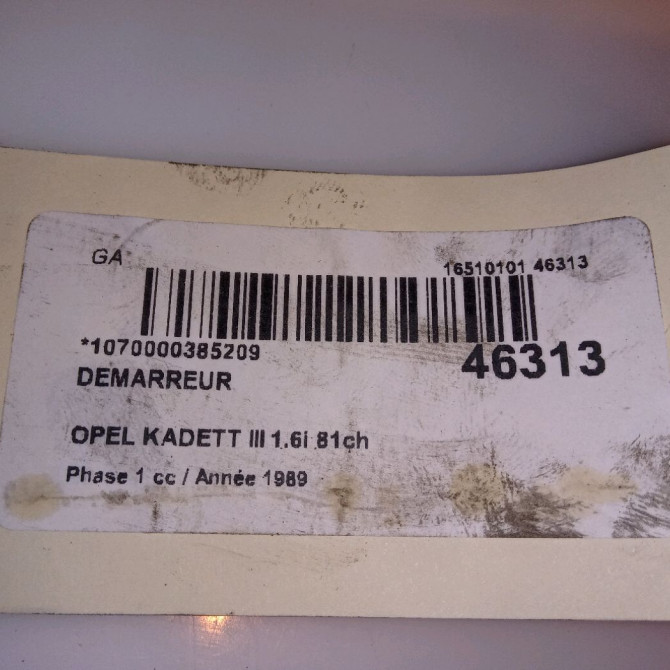 GA
16510101 46313
*1070000385209
46313
DEMARREUR
OPEL KADETT III 1.6i 81ch
Phase 1 cc / Année 1989